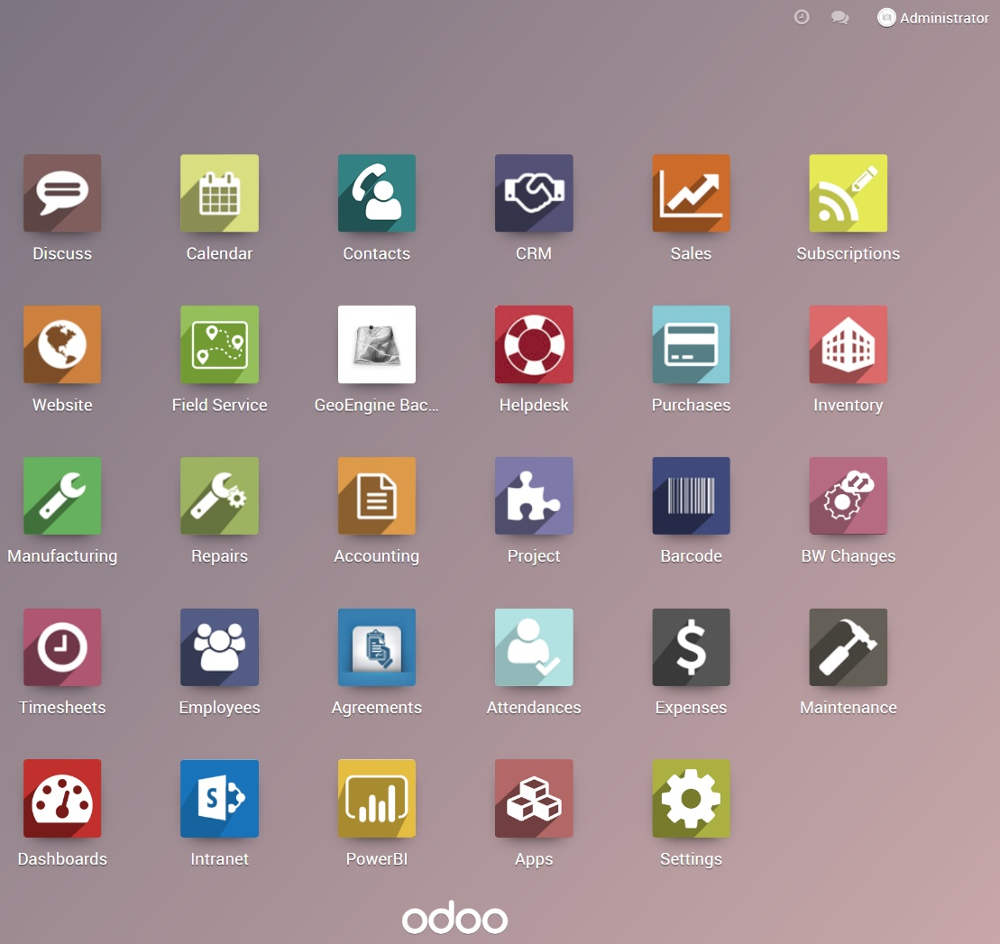 Administrator
Discuss Calendar Contacts CRM Sales Subscriptions
Website Field Service GeoEngine Bac... Helpdesk Purchases Inventory
Manufacturing Repairs Accounting Project Barcode BW Changes
Timesheets Employees Agreements Attendances Expenses Maintenance
S
Dashboards Intranet PowerBI Apps Settings
odoo